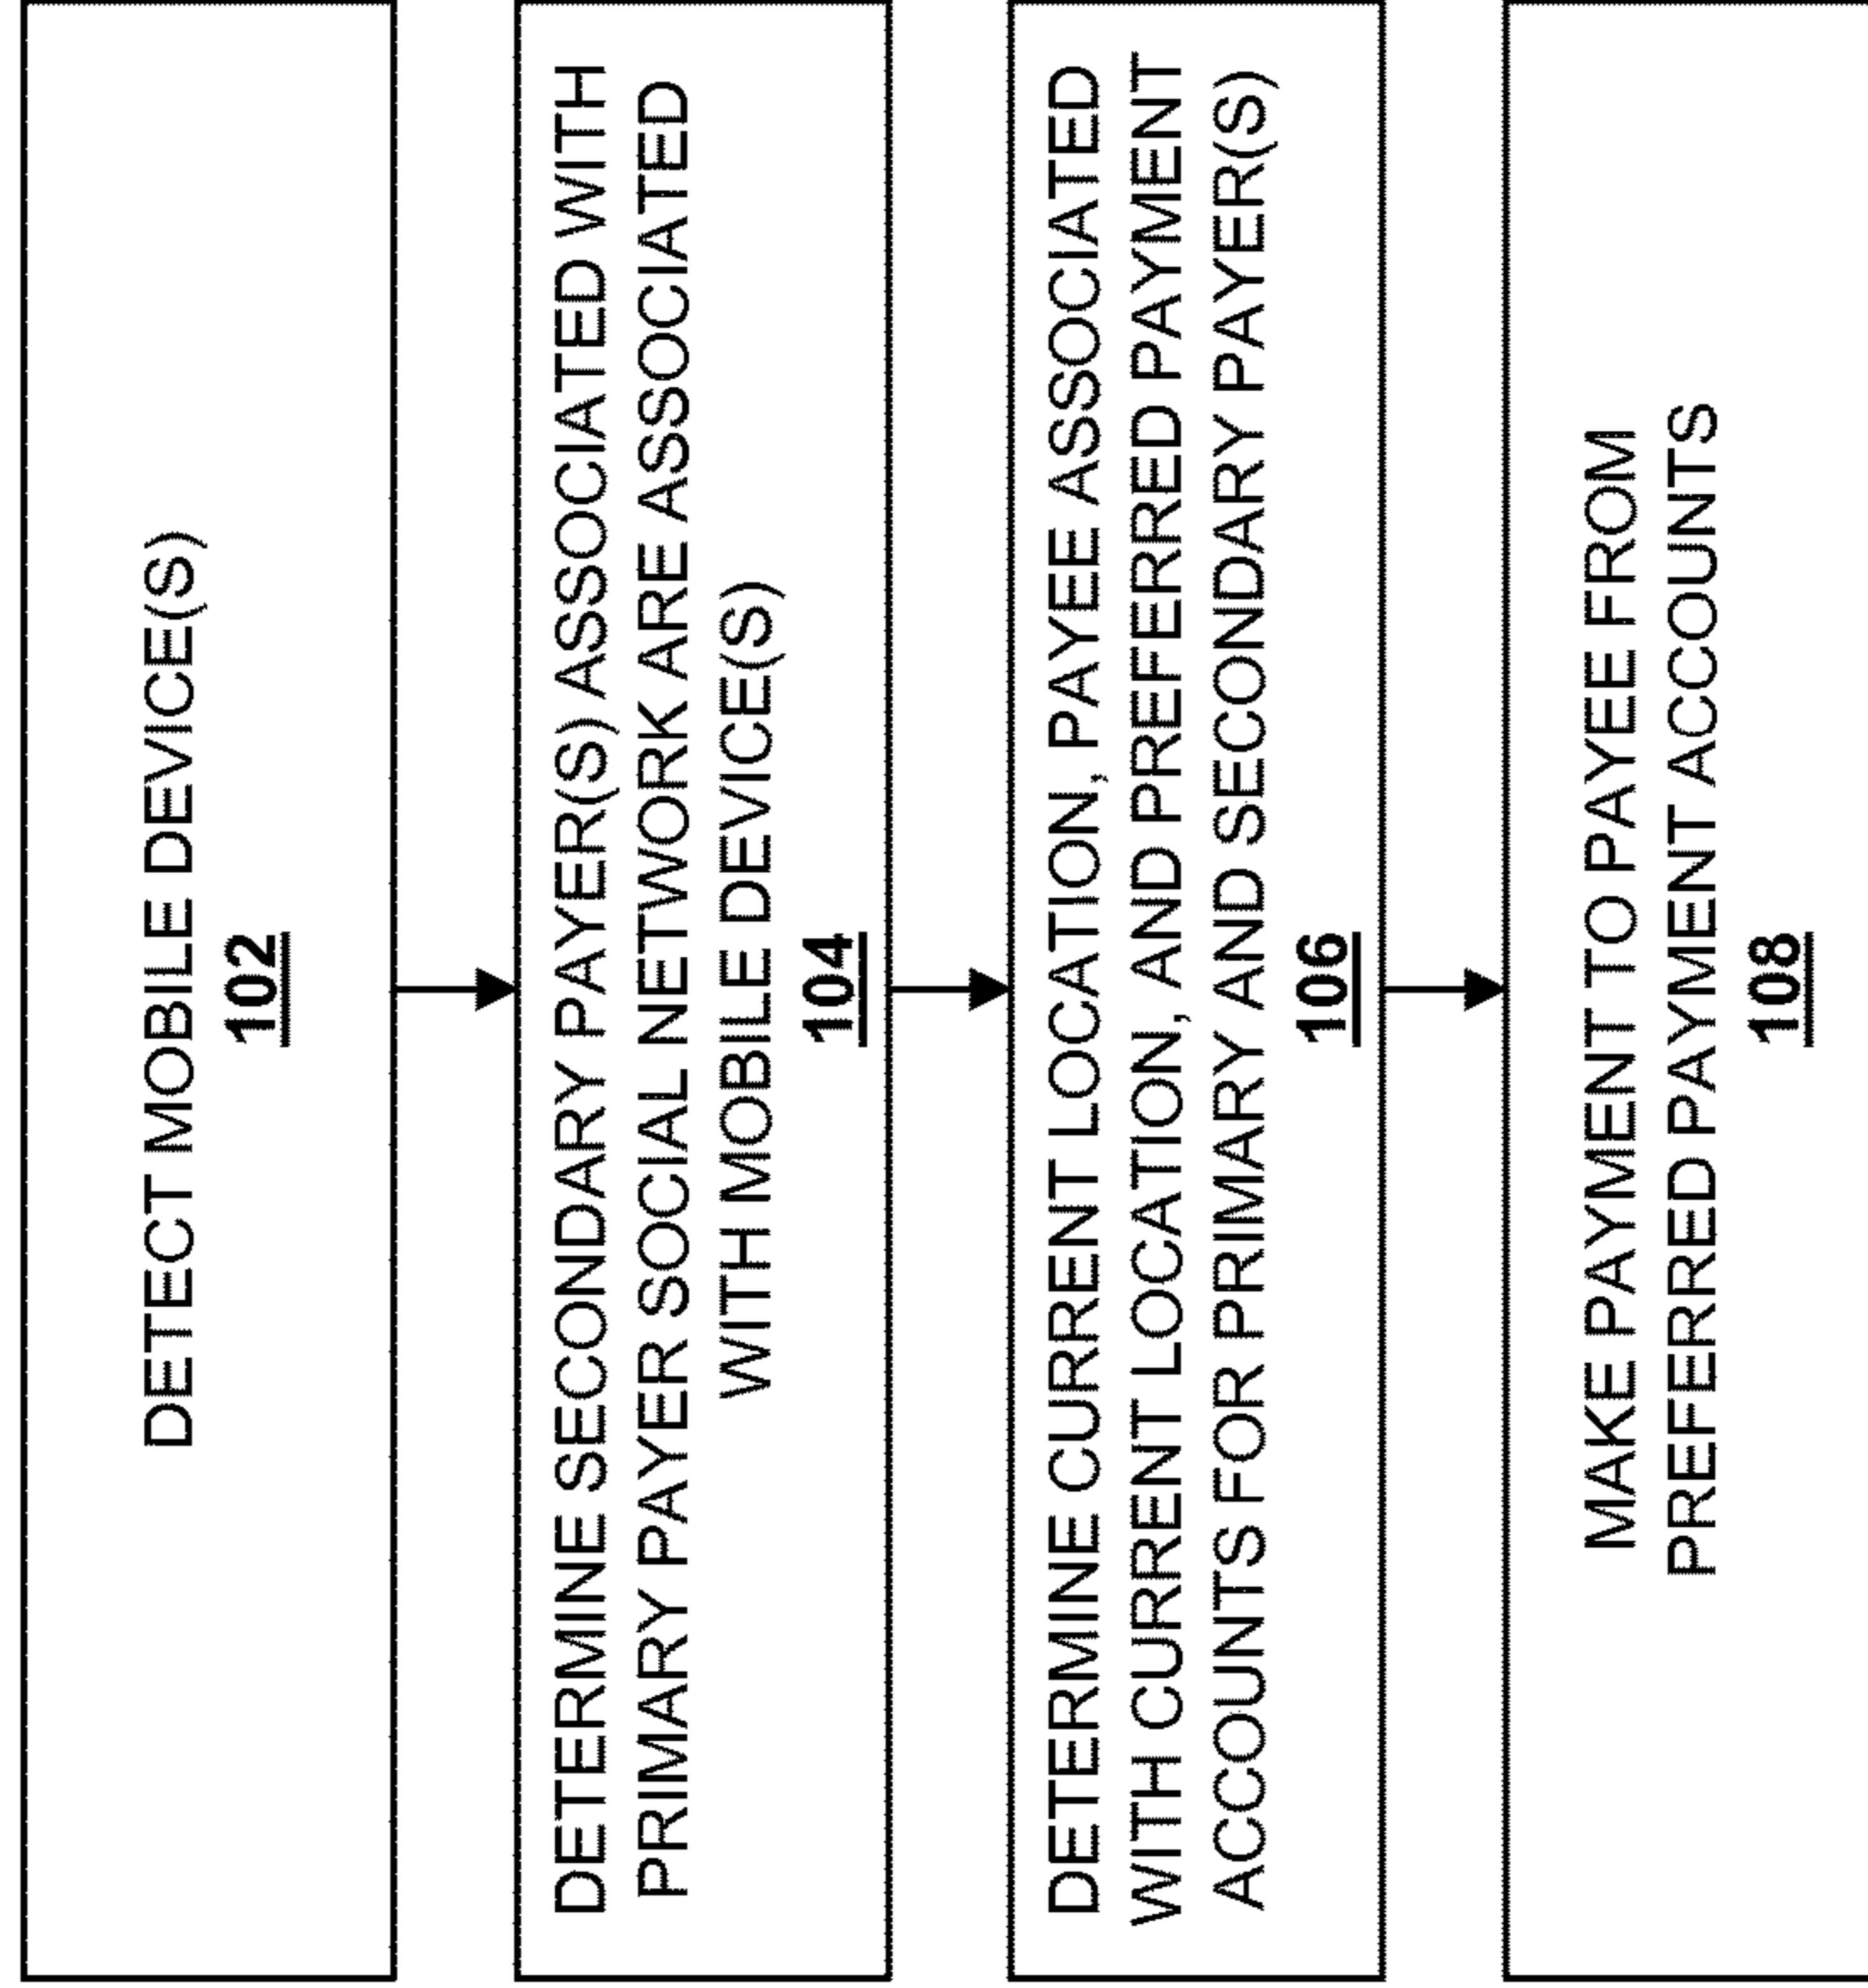 DETECT MOBILE DEVICE(S)
102
DETERMINE SECONDARY PAYER(S) ASSOCIATED WITH
PRIMARY PAYER SOCIAL NETWORK ARE ASSOCIATED
WITH MOBILE DEVICE(S)
104
DETERMINE CURRENT LOCATION, PAYEE ASSOCIATED
WITH CURRENT LOCATION, AND PREFERRED PAYMENT
ACCOUNTS FOR PRIMARY AND SECONDARY PAYER(S)
106
MAKE PAYMENT TO PAYEE FROM
PREFERRED PAYMENT ACCOUNTS
108